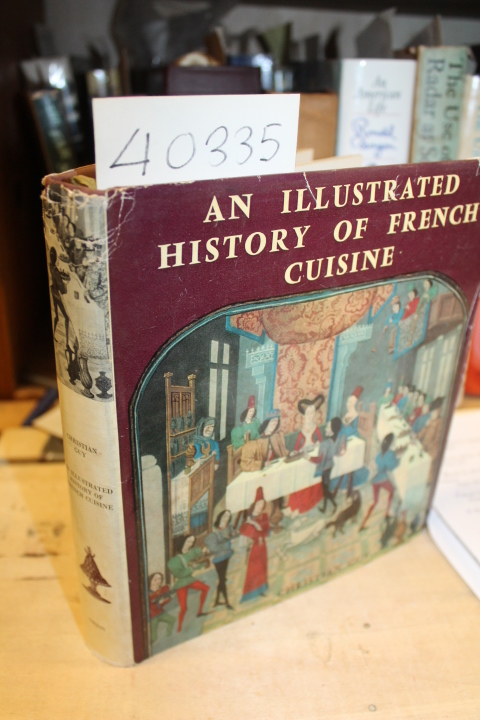 40335
AN ILLUSTRATED
HISTORY OF FRENCH
CUISINE
CHRISTIAN
GUY
ILLUSTRATED
HISTORY OF
FRENCH CUISINE
An
American
Life
Ronald
Reagan
The Use of
Radar at S